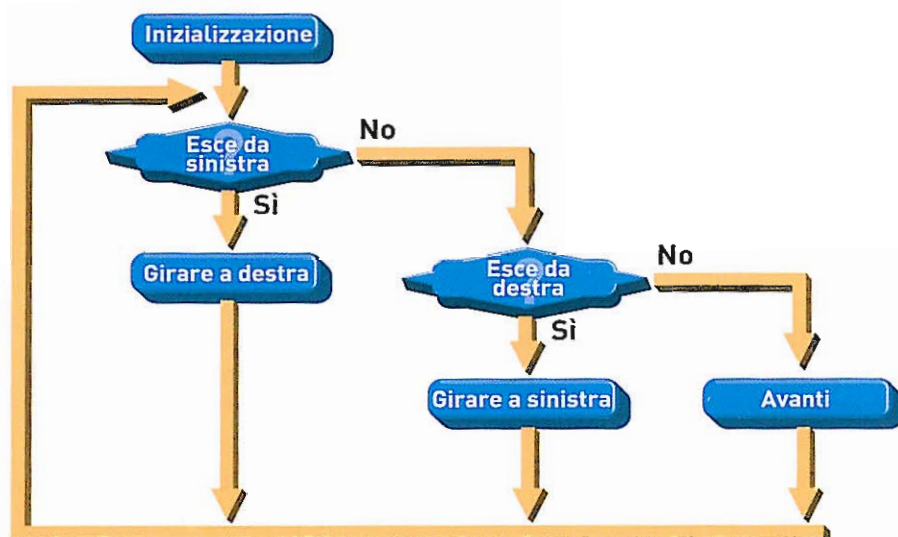 Inizializzazione
?
Esce da
sinistra
No
Sì
Girare a destra
?
Esce da
destra
No
Sì
Girare a sinistra
Avanti